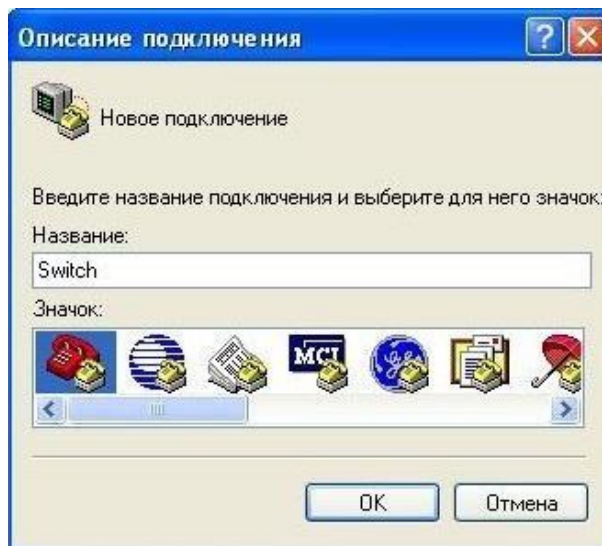 Описание подключения
Новое подключение
Введите название подключения и выберите для него значок:
Название:
Switch
Значок:
MCI
OK
Отмена